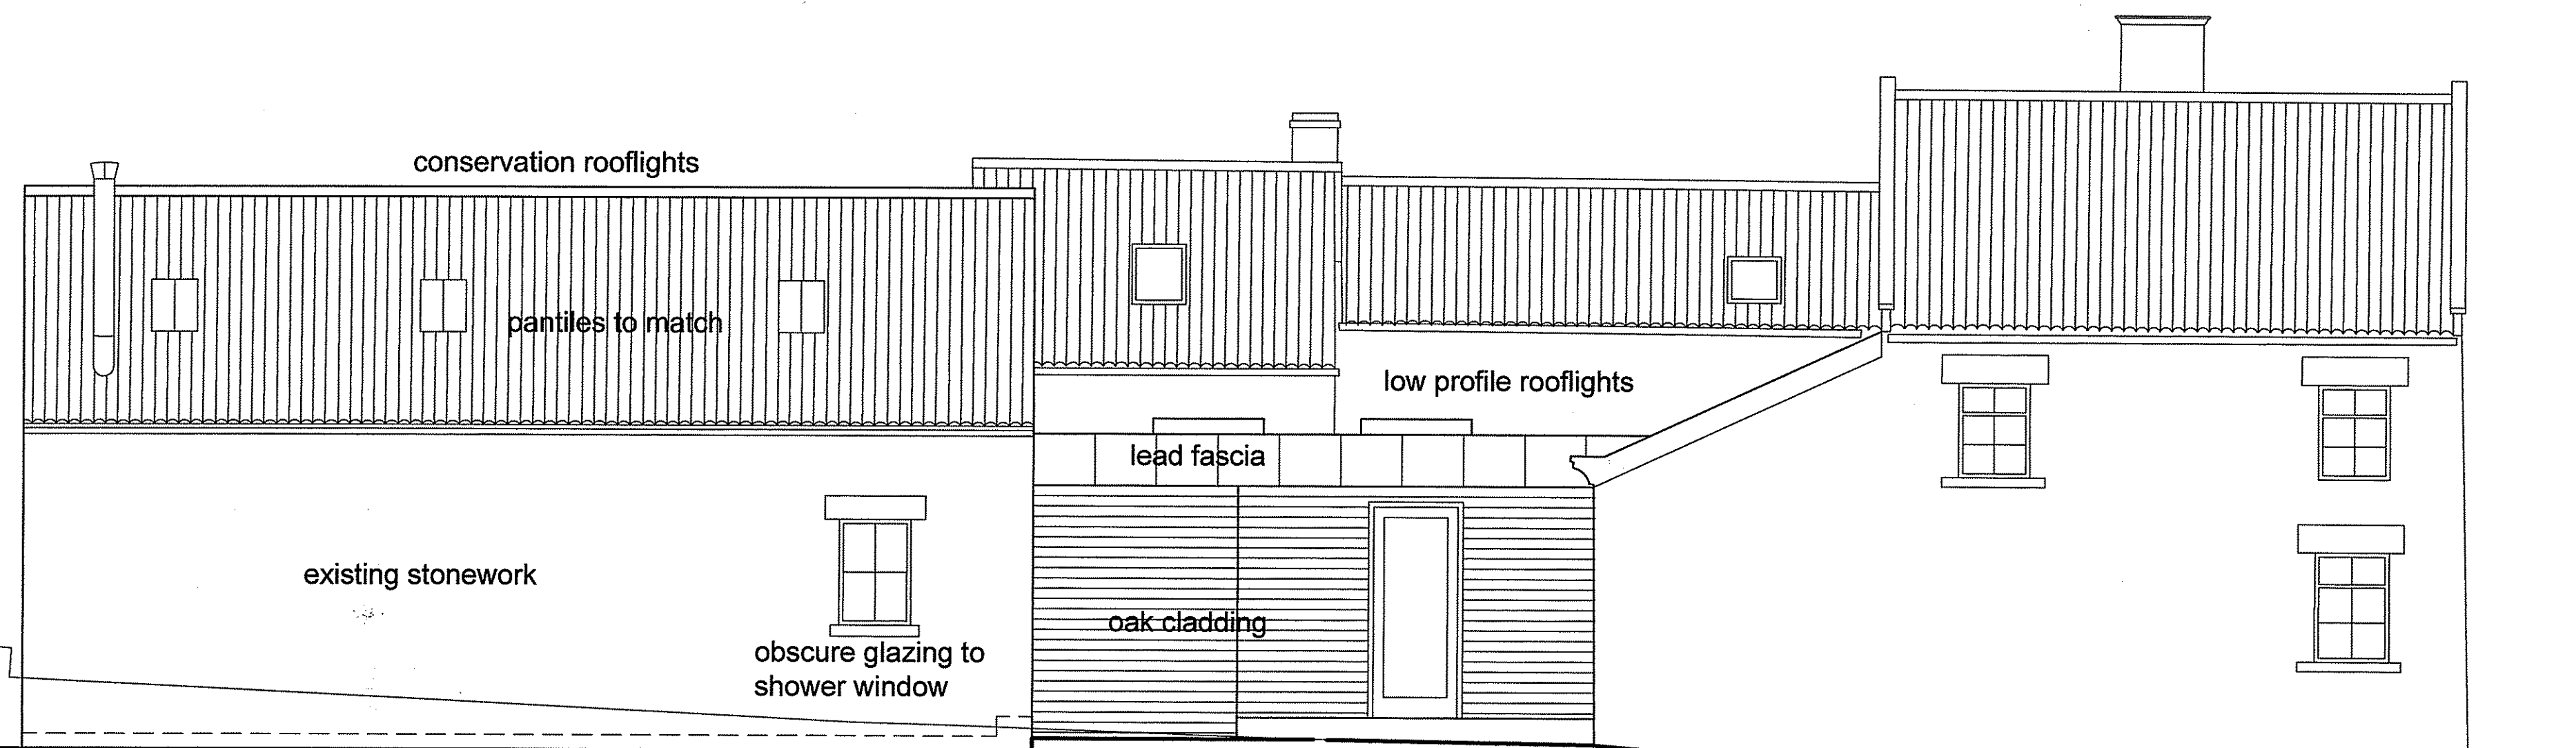 conservation rooflights
pantiles to match
low profile rooflights
lead fascia
existing stonework
oak cladding
obscure glazing to
shower window